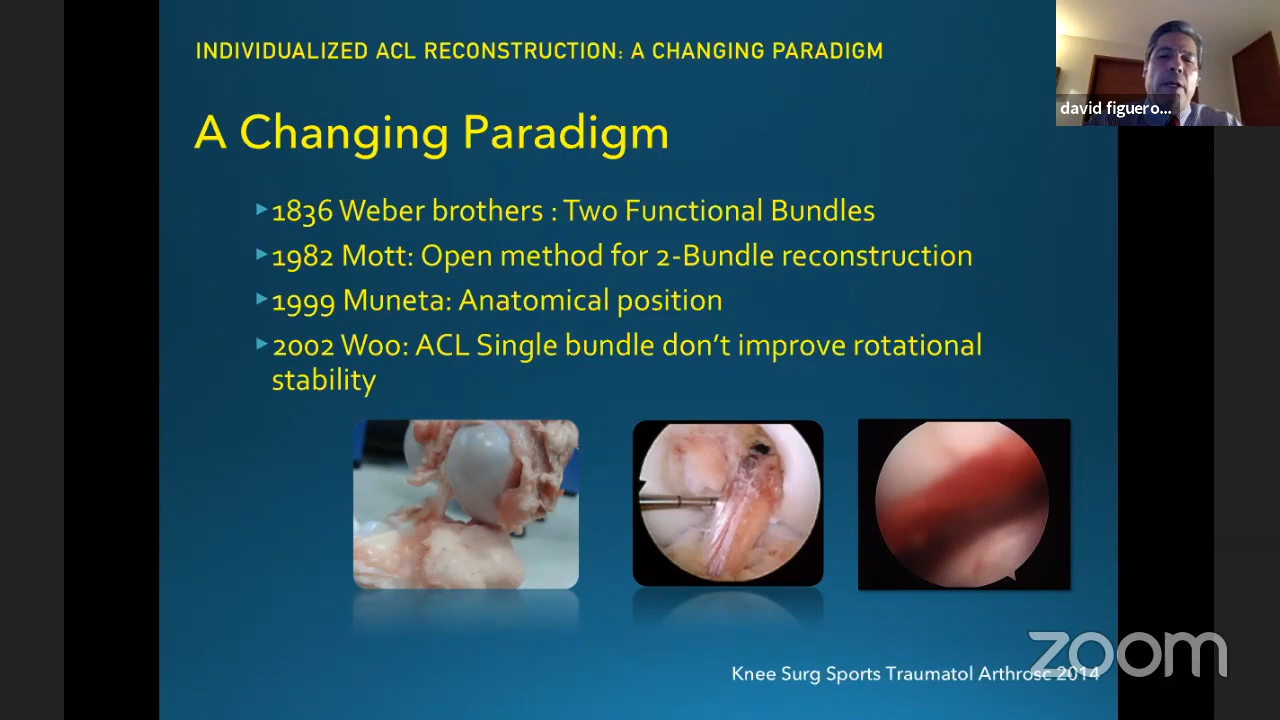 INDIVIDUALIZED ACL RECONSTRUCTION: A CHANGING PARADIGM
david figuero...
A Changing Paradigm
1836 Weber brothers : Two Functional Bundles
1982 Mott: Open method for 2-Bundle reconstruction
1999 Muneta: Anatomical position
2002 Woo: ACL Single bundle don't improve rotational
stability
zoom
Knee Surg Sports Traumatol Arthrosc 2014